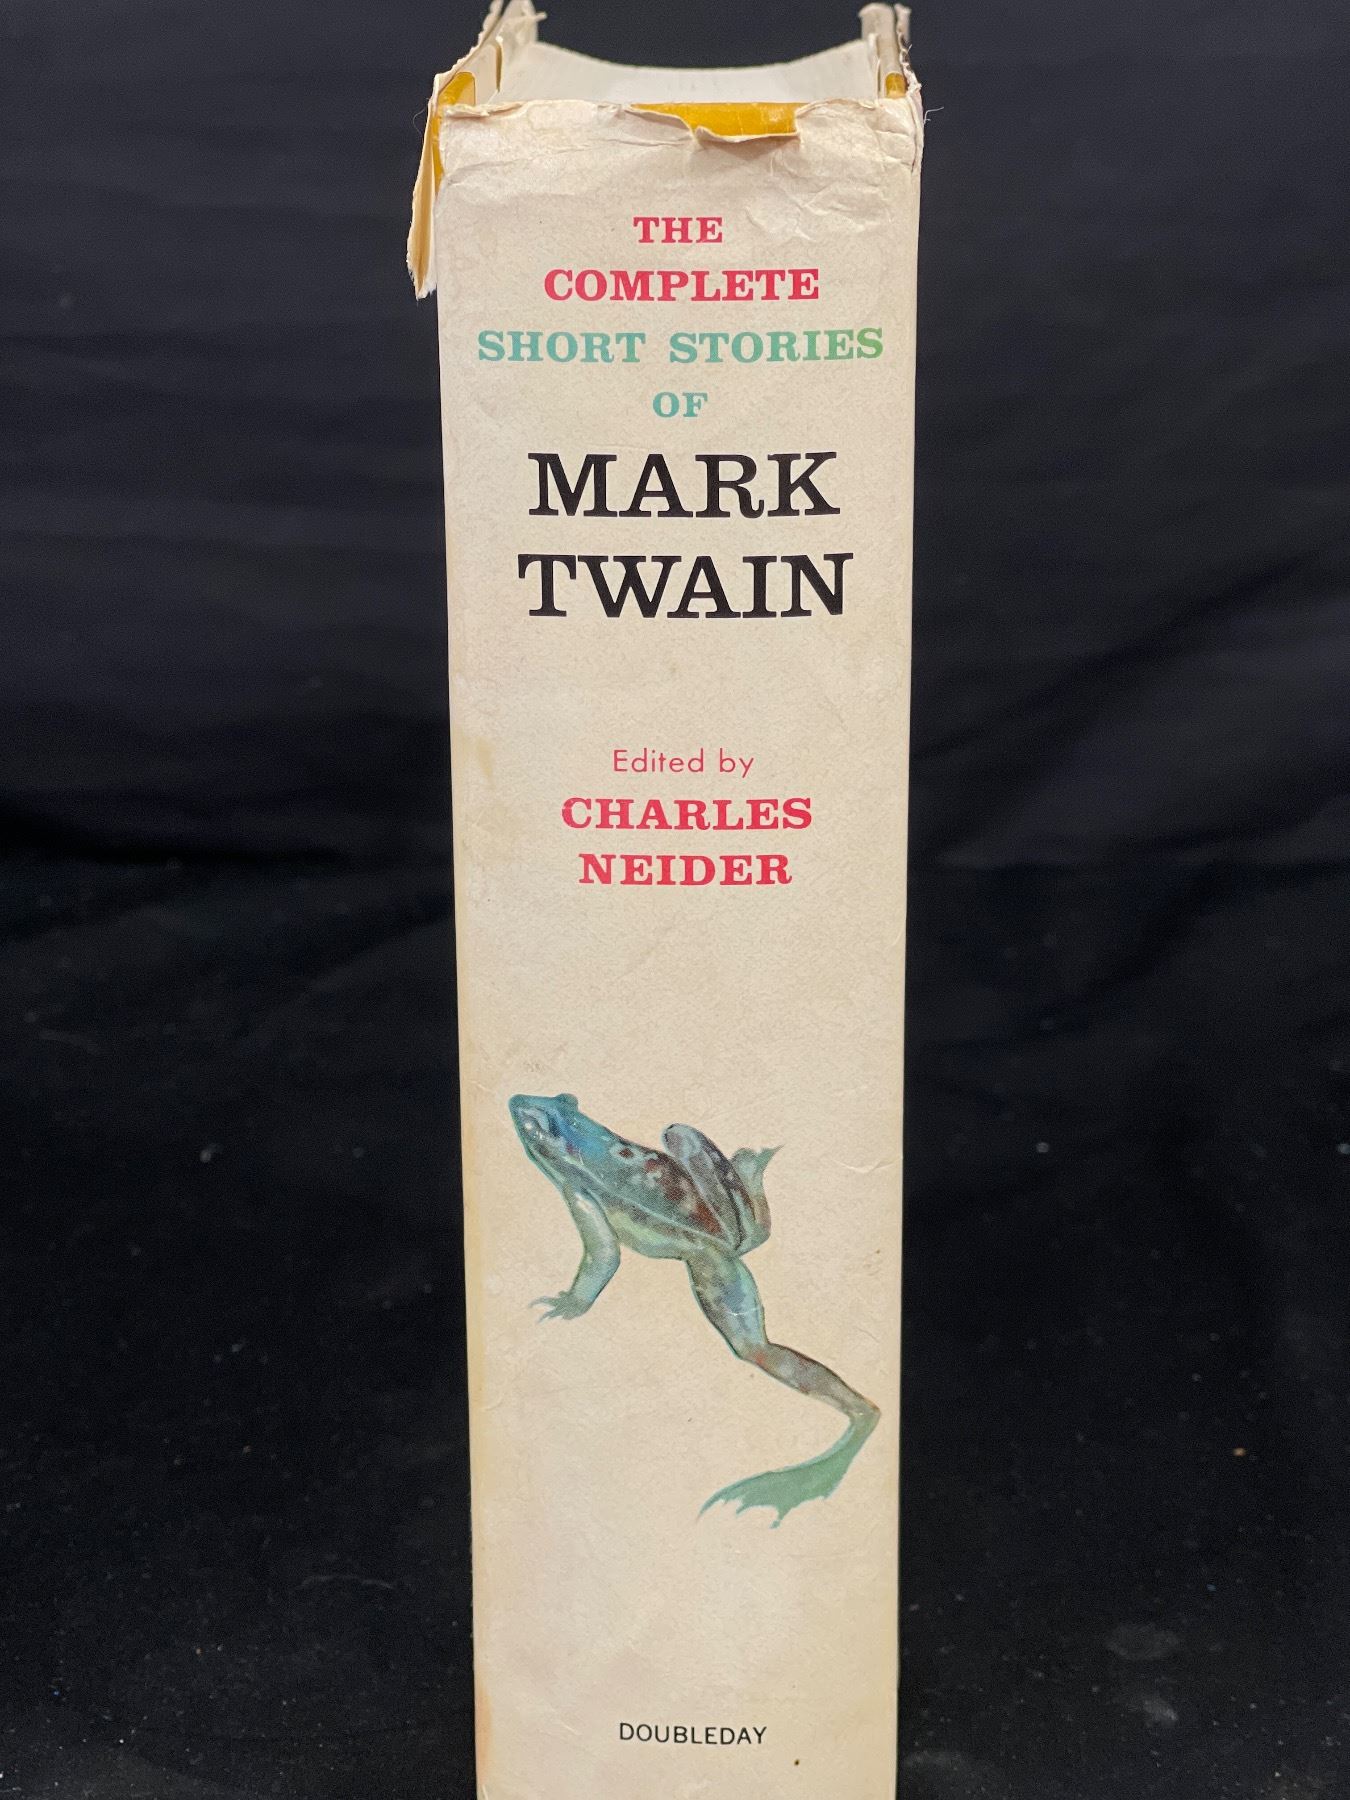 THE
COMPLETE
SHORT STORIES
OF
MARK
TWAIN
Edited by
CHARLES
NEIDER
DOUBLEDAY